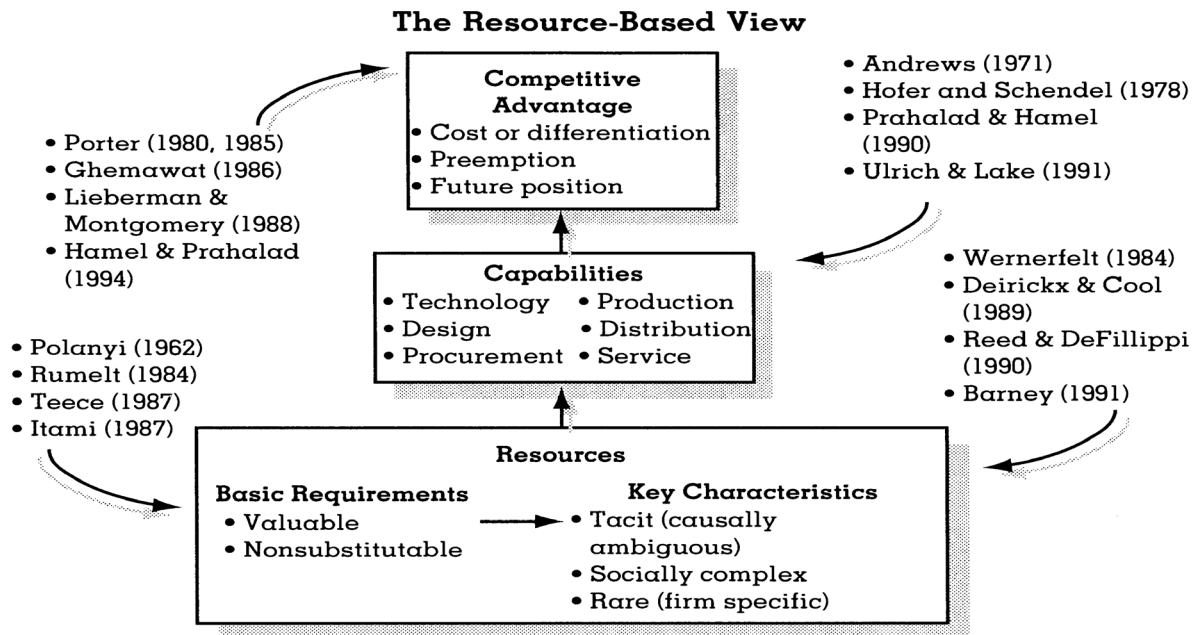 The Resource-Based View
Competitive
Advantage
• Cost or differentiation
• Preemption
• Future position
• Porter (1980, 1985)
• Ghemawat (1986)
• Lieberman &
Montgomery (1988)
• Hamel & Prahalad
(1994)
• Andrews (1971)
• Hofer and Schendel (1978)
• Prahalad & Hamel
(1990)
• Ulrich & Lake (1991)
Capabilities
• Technology
• Design
• Procurement
• Production
• Distribution
• Service
• Wernerfelt (1984)
• Deirickx & Cool
(1989)
• Reed & DeFillippi
(1990)
• Barney (1991)
• Polanyi (1962)
• Rumelt (1984)
• Teece (1987)
• Itami (1987)
Resources
Basic Requirements
• Valuable
• Nonsubstitutable
Key Characteristics
• Tacit (causally
ambiguous)
• Socially complex
• Rare (firm specific)